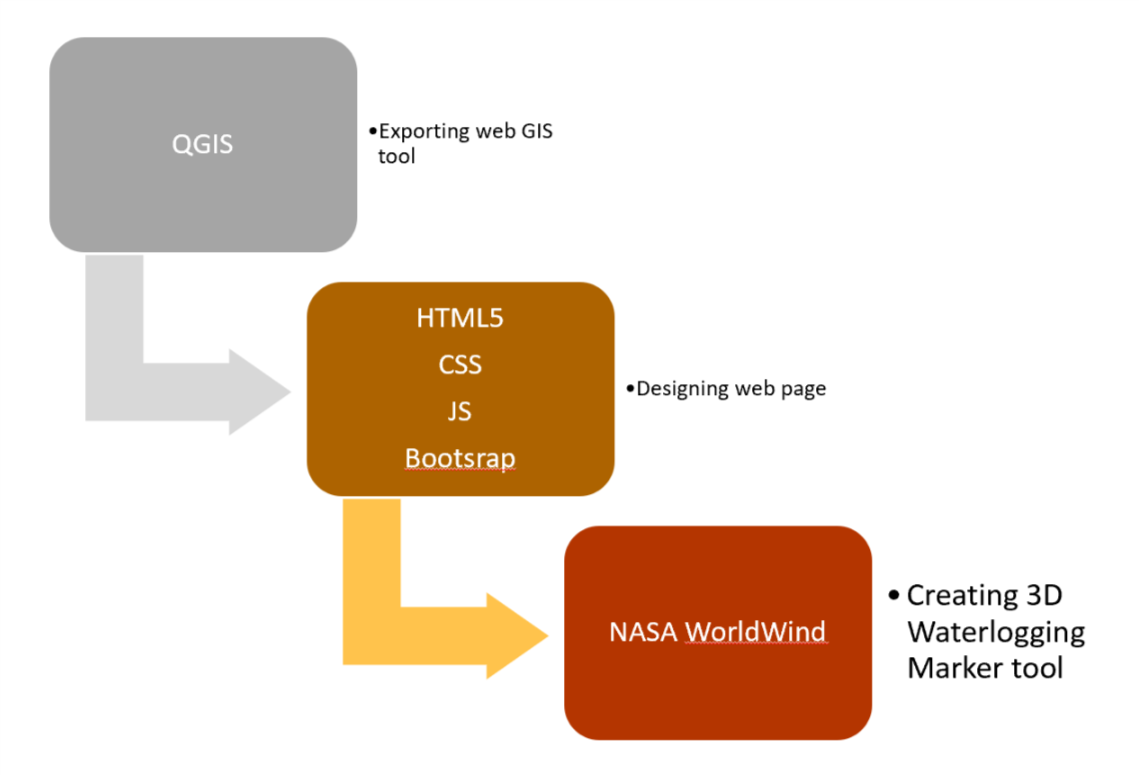 QGIS
•Exporting web GIS
tool
HTML5
CSS
JS
Bootsrap
•Designing web page
NASA WorldWind
• Creating 3D
Waterlogging
Marker tool